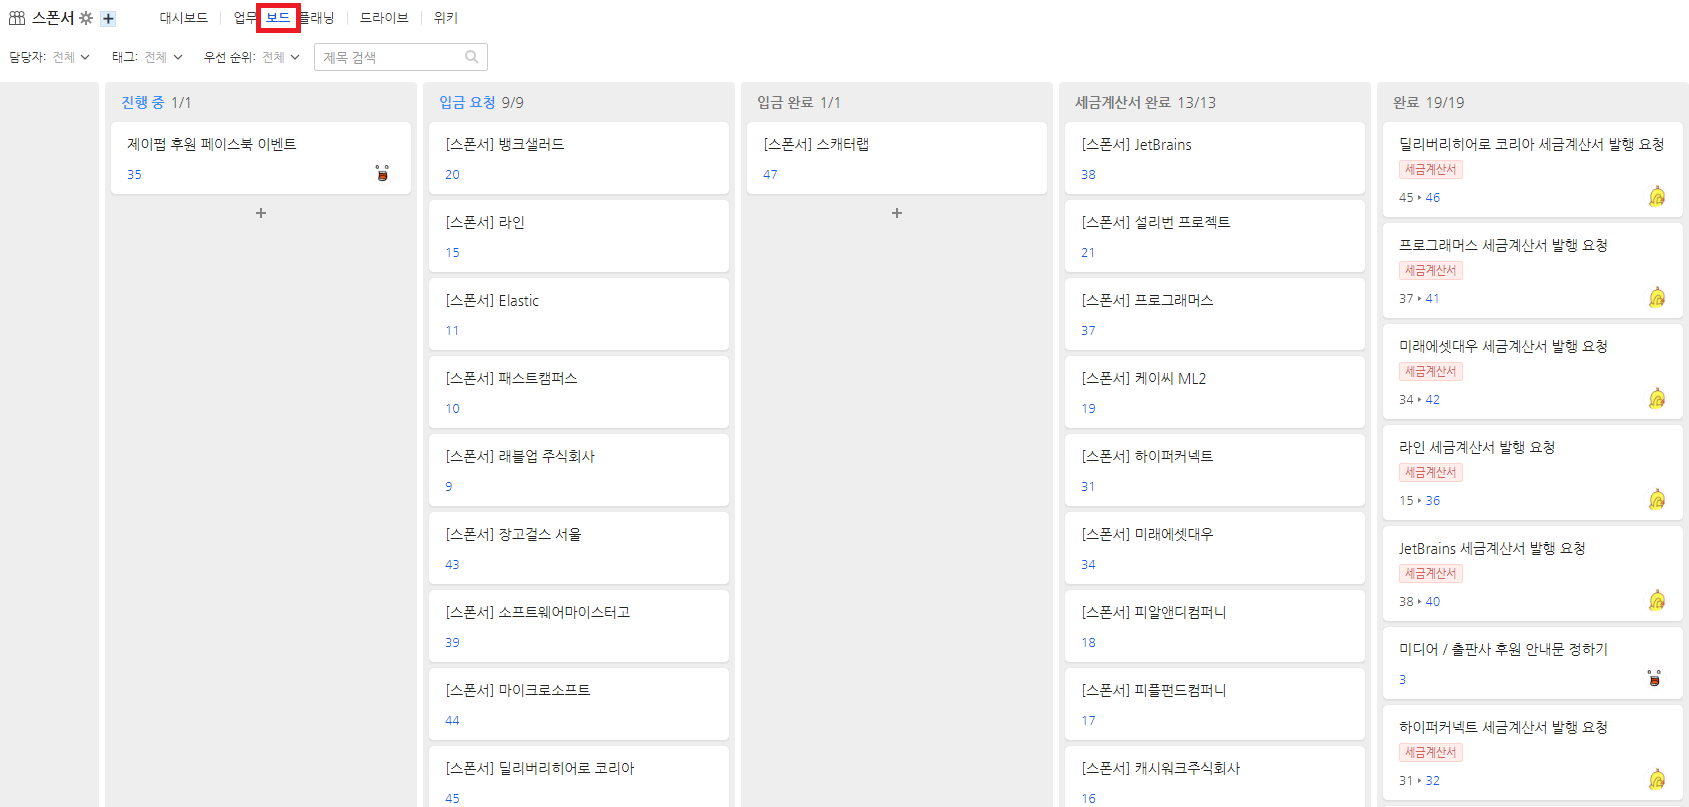 스폰서
대시보드 업무 보드 플래닝 드라이브 위키
담당자: 전체 태그: 전체 우선 순위: 전체 제목 검색
진행 중 1/1
제이펍 후원 페이스북 이벤트
35
입금 요청 9/9
[스폰서] 뱅크샐러드
20
[스폰서] 라인
15
[스폰서] Elastic
11
[스폰서] 패스트캠퍼스
10
[스폰서] 래블업 주식회사
9
[스폰서] 장고걸스 서울
43
[스폰서] 소프트웨어마이스터고
39
[스폰서] 마이크로소프트
44
[스폰서] 딜리버리히어로 코리아
45
입금 완료 1/1
[스폰서] 스캐터랩
47
세금계산서 완료 13/13
[스폰서] JetBrains
38
[스폰서] 설리번 프로젝트
21
[스폰서] 프로그래머스
37
[스폰서] 케이씨 ML2
19
[스폰서] 하이퍼커넥트
31
[스폰서] 미래에셋대우
34
[스폰서] 피알앤디컴퍼니
18
[스폰서] 피플펀드컴퍼니
17
[스폰서] 캐시워크주식회사
16
완료 19/19
딜리버리히어로 코리아 세금계산서 발행 요청
세금계산서
45 ▸ 46
프로그래머스 세금계산서 발행 요청
세금계산서
37 ▸ 41
미래에셋대우 세금계산서 발행 요청
세금계산서
34 ▸ 42
라인 세금계산서 발행 요청
세금계산서
15 ▸ 36
JetBrains 세금계산서 발행 요청
세금계산서
38 ▸ 40
미디어 / 출판사 후원 안내문 정하기
3
하이퍼커넥트 세금계산서 발행 요청
세금계산서
31 ▸ 32